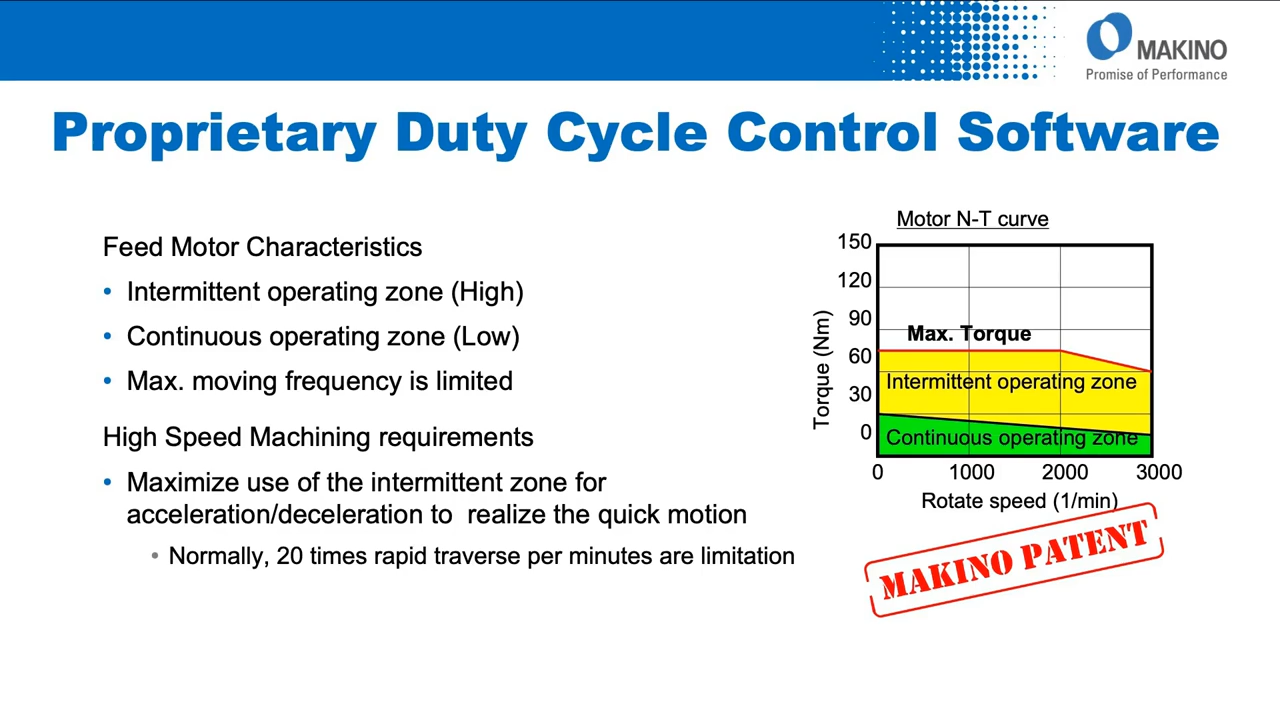 MAKINO
Promise of Performance
Proprietary Duty Cycle Control Software
Feed Motor Characteristics
• Intermittent operating zone (High)
• Continuous operating zone (Low)
• Max. moving frequency is limited
High Speed Machining requirements
• Maximize use of the intermittent zone for
acceleration/deceleration to  realize the quick motion
• Normally, 20 times rapid traverse per minutes are limitation
Motor N-T curve
150
120
90
60
30
0
Torque (Nm)
Max. Torque
Intermittent operating zone
Continuous operating zone
0 1000 2000 3000
Rotate speed (1/min)
MAKINO PATENT